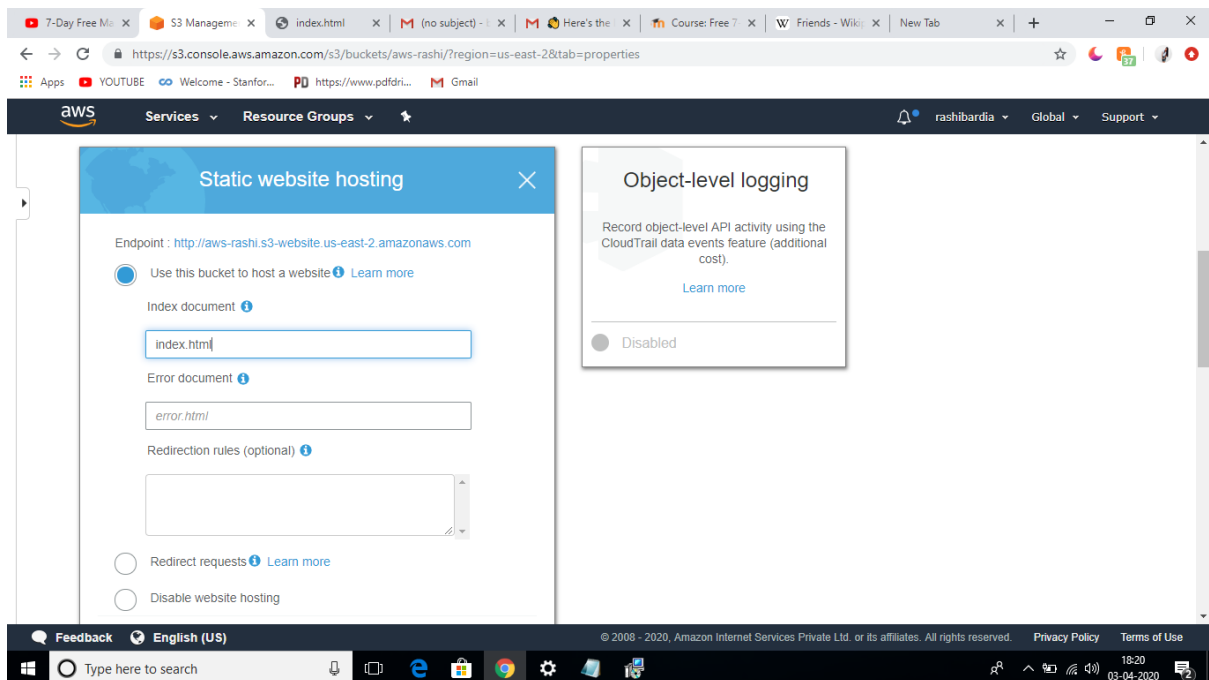 7-Day Free Ma
S3 Manageme
index.html
(no subject) -
Here's the
Course: Free 7-
Friends - Wiki
New Tab
https://s3.console.aws.amazon.com/s3/buckets/aws-rashi/?region=us-east-2&tab=properties
37
Apps
YOUTUBE
Welcome - Stanfor...
PD https://www.pdfdri...
Gmail
aws
Services
Resource Groups
rashibardia
Global
Support
Static website hosting
Endpoint : http://aws-rashi.s3-website.us-east-2.amazonaws.com
Use this bucket to host a website Learn more
Index document
index.html
Error document
error.html
Redirection rules (optional)
Redirect requests Learn more
Disable website hosting
Object-level logging
Record object-level API activity using the
CloudTrail data events feature (additional
cost).
Learn more
Disabled
Feedback
English (US)
© 2008 - 2020, Amazon Internet Services Private Ltd. or its affiliates. All rights reserved.
Privacy Policy
Terms of Use
Type here to search
18:20
03-04-2020
2